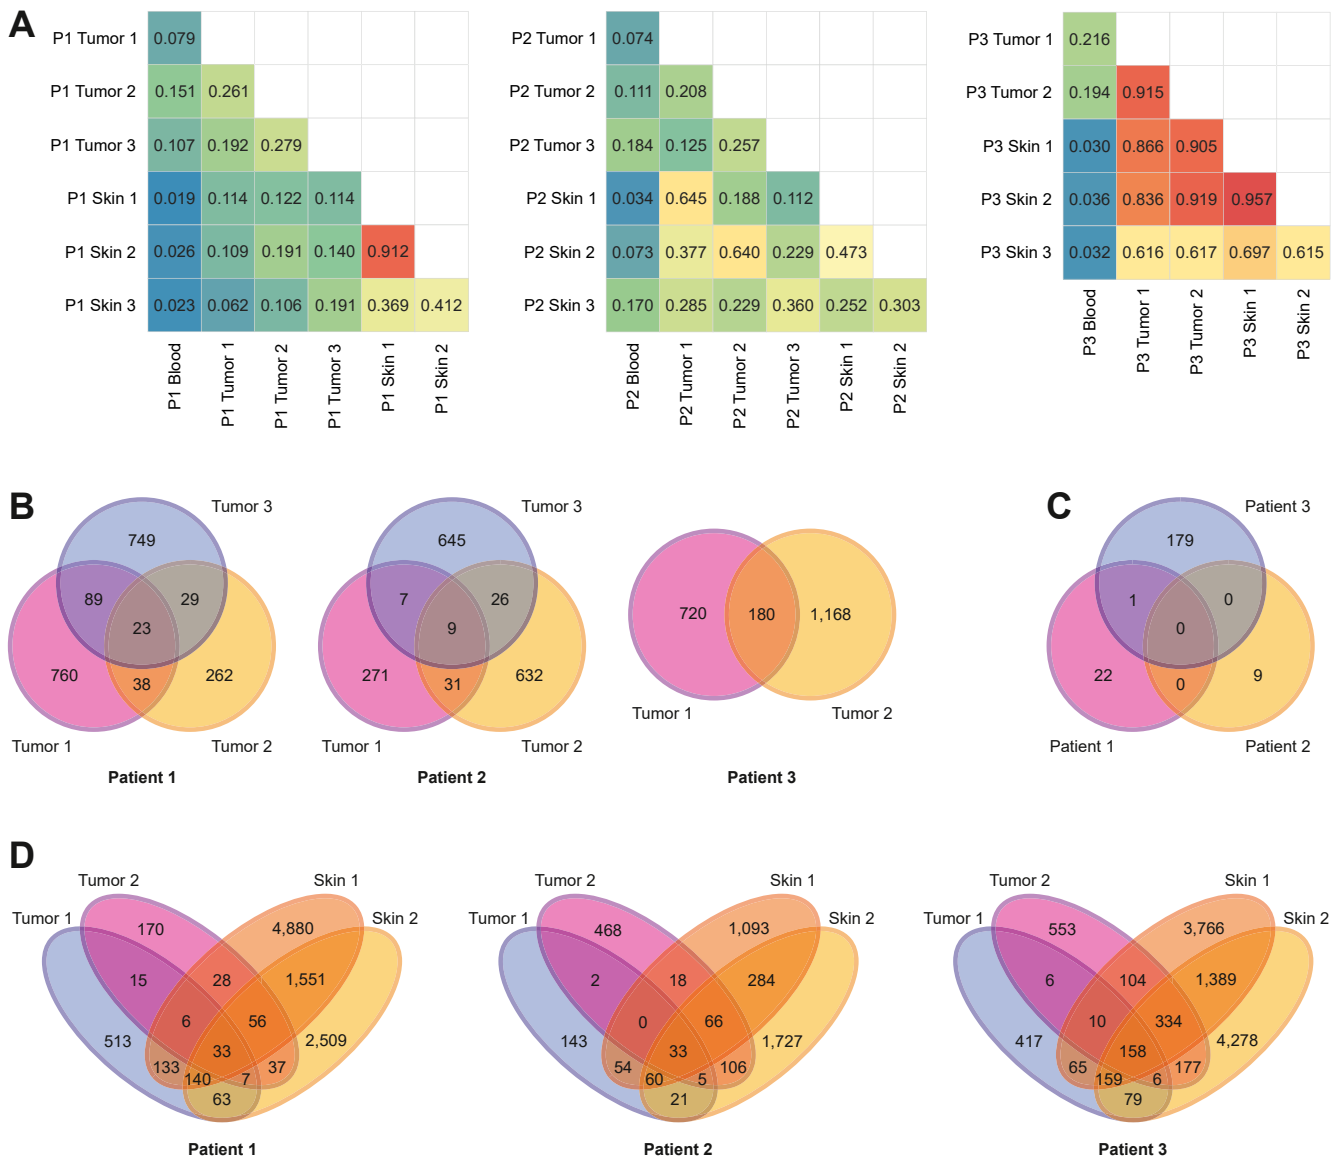 A
P1 Tumor 1 0.079
P1 Tumor 2 0.151 0.261
P1 Tumor 3 0.107 0.192 0.279
P1 Skin 1 0.019 0.114 0.122 0.114
P1 Skin 2 0.026 0.109 0.191 0.140 0.912
P1 Skin 3 0.023 0.062 0.106 0.191 0.369 0.412
P1 Blood P1 Tumor 1 P1 Tumor 2 P1 Tumor 3 P1 Skin 1 P1 Skin 2
P2 Tumor 1 0.074
P2 Tumor 2 0.111 0.208
P2 Tumor 3 0.184 0.125 0.257
P2 Skin 1 0.034 0.645 0.188 0.112
P2 Skin 2 0.073 0.377 0.640 0.229 0.473
P2 Skin 3 0.170 0.285 0.229 0.360 0.252 0.303
P2 Blood P2 Tumor 1 P2 Tumor 2 P2 Tumor 3 P2 Skin 1 P2 Skin 2
P3 Tumor 1 0.216
P3 Tumor 2 0.194 0.915
P3 Skin 1 0.030 0.866 0.905
P3 Skin 2 0.036 0.836 0.919 0.957
P3 Skin 3 0.032 0.616 0.617 0.697 0.615
P3 Blood P3 Tumor 1 P3 Tumor 2 P3 Skin 1 P3 Skin 2
B
Tumor 3
749
89 29
23
760 262
38
Tumor 1 Tumor 2
Patient 1
Tumor 3
645
7 26
9
271 632
31
Tumor 1 Tumor 2
Patient 2
720 180 1,168
Tumor 1 Tumor 2
Patient 3
C
Patient 3
179
1 0
0
22 9
0
Patient 1 Patient 2
D
Tumor 2 Skin 1
Tumor 1 Skin 2
170 4,880
15 28 1,551
6 56
513 2,509
33
133 37
140 7
63
Patient 1
Tumor 2 Skin 1
Tumor 1 Skin 2
468 1,093
2 18 284
0 66
143 1,727
33
54 106
60 5
21
Patient 2
Tumor 2 Skin 1
Tumor 1 Skin 2
553 3,766
6 104 1,389
10 334
417 4,278
158
65 177
159 6
79
Patient 3